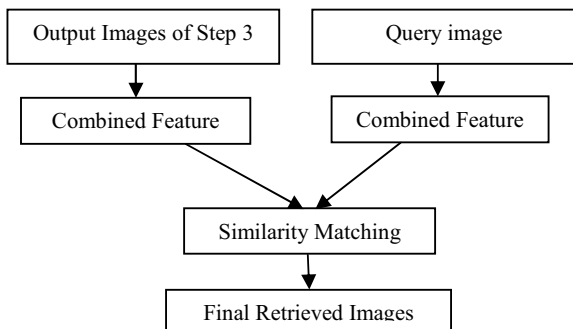 Output Images of Step 3
Query image
Combined Feature
Combined Feature
Similarity Matching
Final Retrieved Images